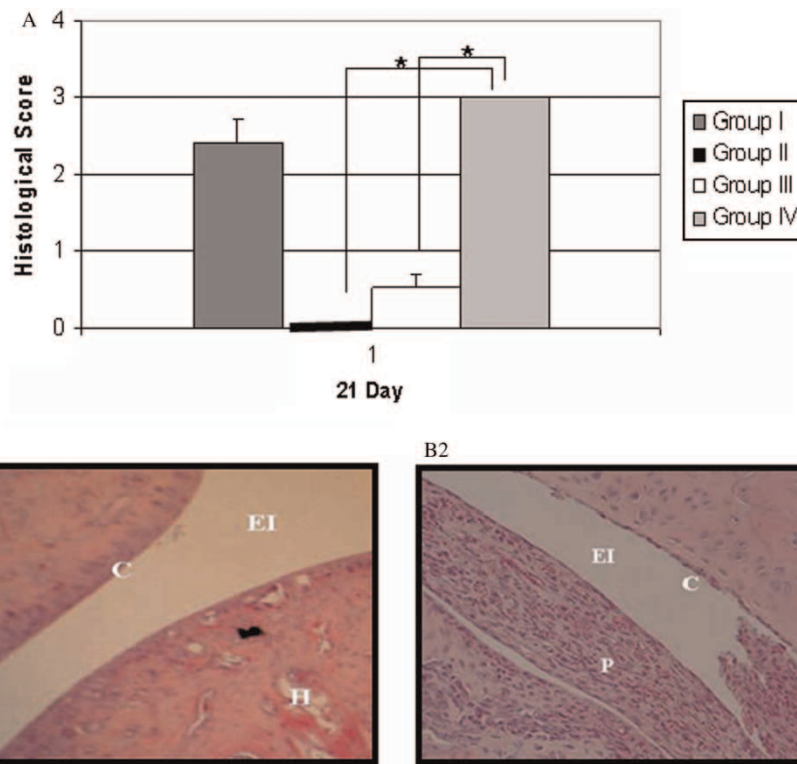 A
4
3
2
1
0
Histological Score
*
*
1
21 Day
Group I
Group II
Group III
Group IV
B2
EI
C
H
EI
C
P